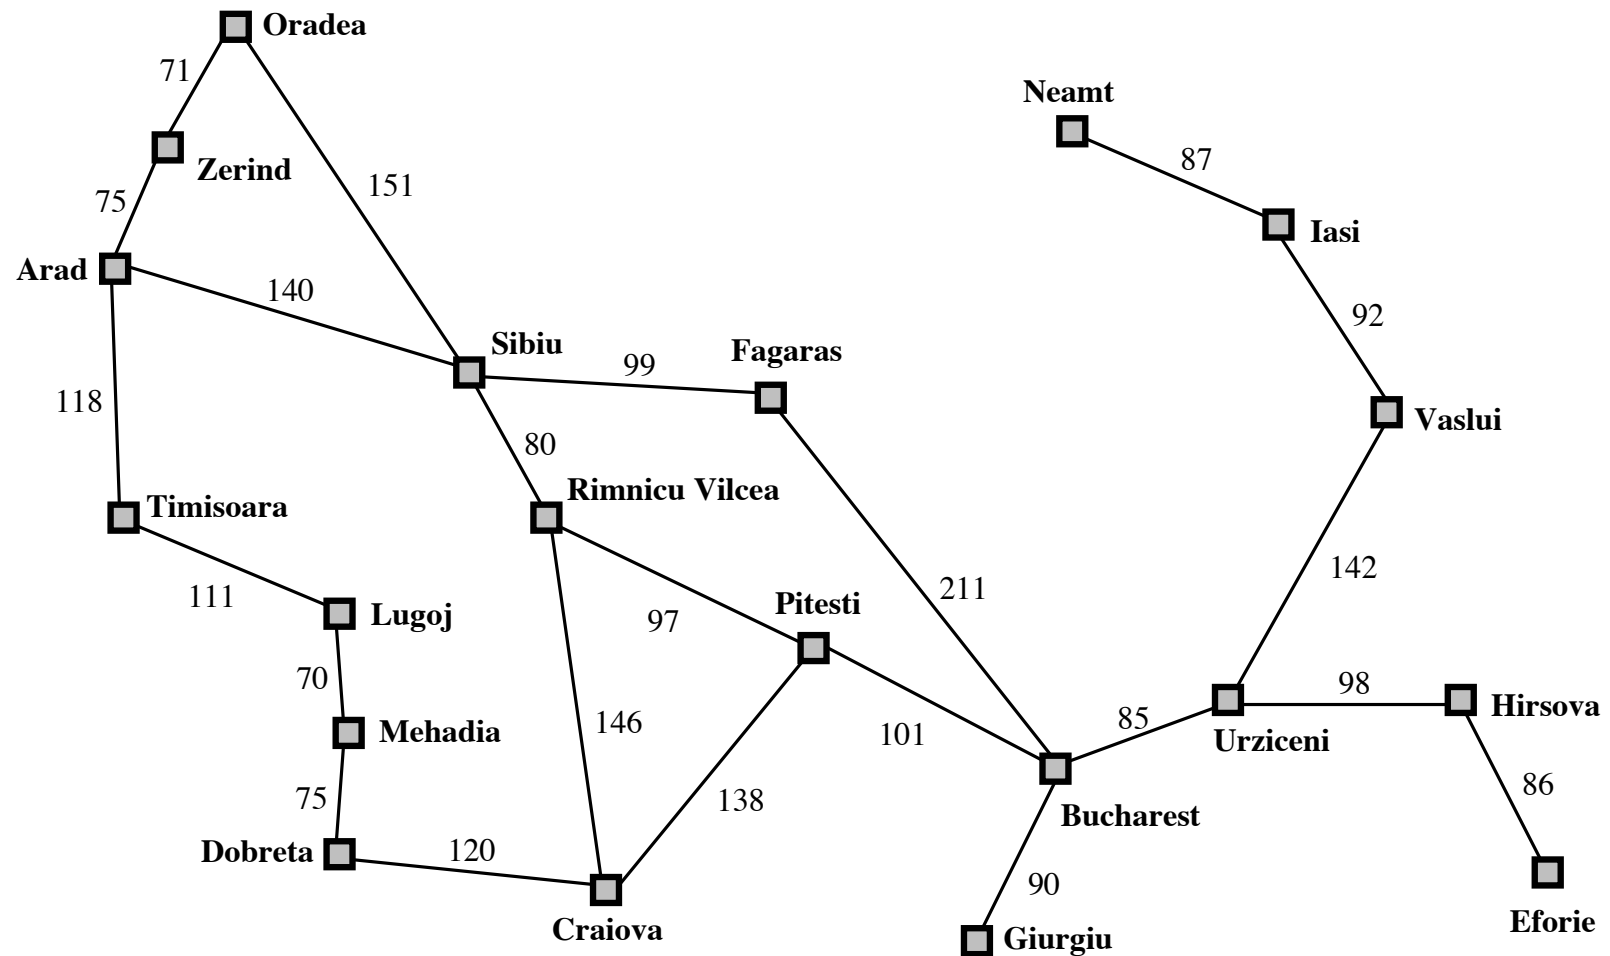 Oradea
71
Neamt
87
Zerind
151
75
Iasi
Arad
140
92
Sibiu
Fagaras
99
118
Vaslui
80
Rimnicu Vilcea
Timisoara
142
211
111
Pitesti
Lugoj
97
70
98
Hirsova
146
85
Mehadia
101
Urziceni
86
75
138
Bucharest
Dobreta
120
90
Craiova
Giurgiu
Eforie